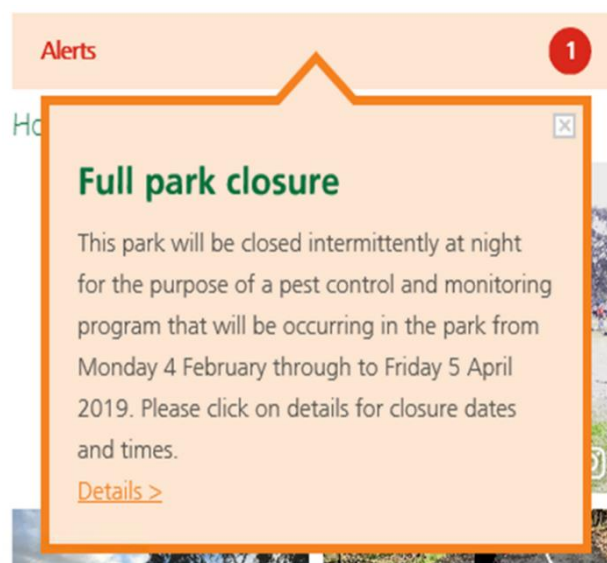 Alerts
1
Full park closure
This park will be closed intermittently at night
for the purpose of a pest control and monitoring
program that will be occurring in the park from
Monday 4 February through to Friday 5 April
2019. Please click on details for closure dates
and times.
Details >